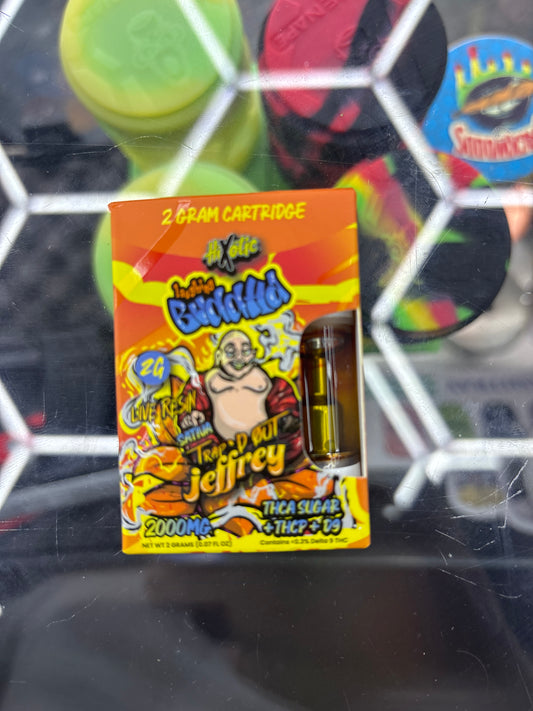 2 GRAM CARTRIDGE
HiXotic
BUDDHA
2G
LIVE RESIN
SATIVA
TRAP'D OUT
jeffrey
THCA SUGAR
+THCP + D9
2000MG
NET WT 2 GRAMS (0.07 FL OZ)
Contains <0.3% Delta 9 THC